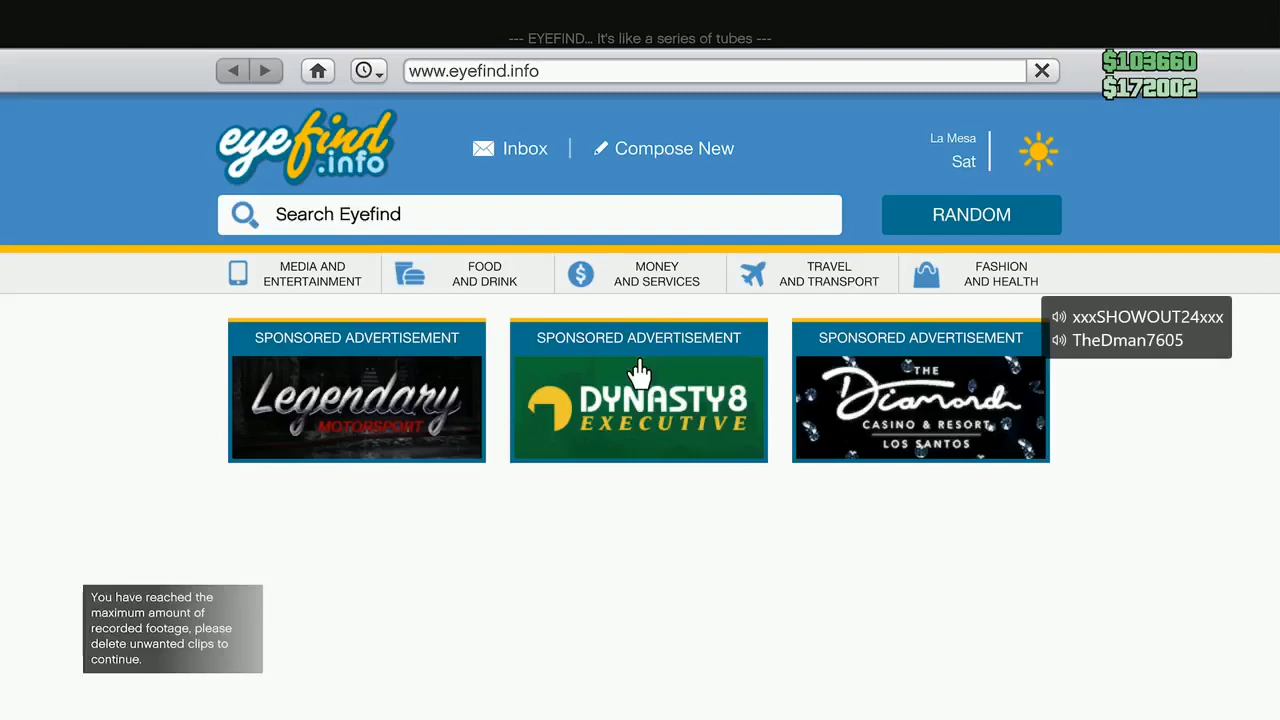 --- EYEFIND... It's like a series of tubes ---
www.eyefind.info
$103660
$172002
eyefind
.info
Inbox
Compose New
La Mesa
Sat
Search Eyefind
RANDOM
MEDIA AND
ENTERTAINMENT
FOOD
AND DRINK
MONEY
AND SERVICES
TRAVEL
AND TRANSPORT
FASHION
AND HEALTH
xxxSHOWOUT24xxx
TheDman7605
SPONSORED ADVERTISEMENT
Legendary
MOTORSPORT
SPONSORED ADVERTISEMENT
DYNASTY8
EXECUTIVE
SPONSORED ADVERTISEMENT
THE
Diamond
CASINO & RESORT
LOS SANTOS
You have reached the
maximum amount of
recorded footage, please
delete unwanted clips to
continue.